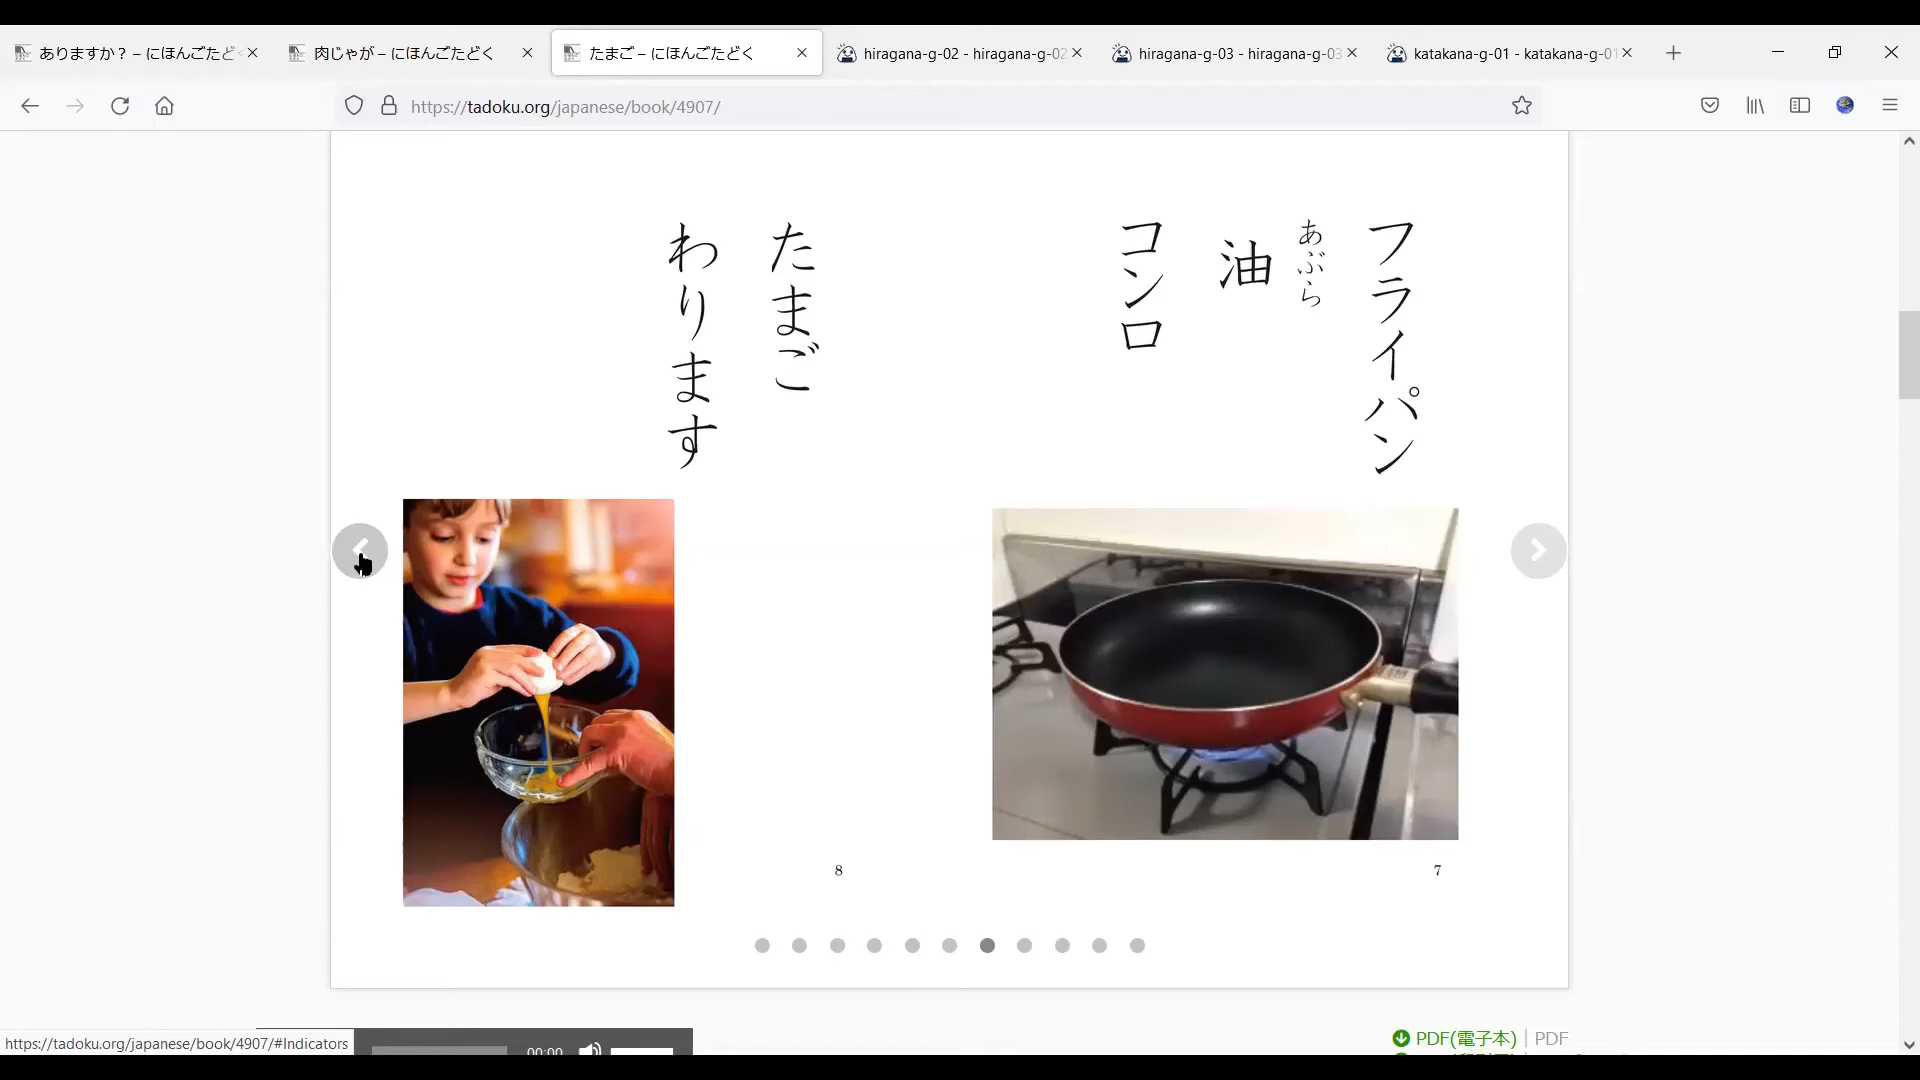 ありますか？ – にほんごたどく
肉じゃが – にほんごたどく
たまご – にほんごたどく
hiragana-g-02 - hiragana-g-02
hiragana-g-03 - hiragana-g-03
katakana-g-01 - katakana-g-01
https://tadoku.org/japanese/book/4907/
フライパン
あぶら
油
コンロ
たまご
わります
8
7
https://tadoku.org/japanese/book/4907/#Indicators
00:00
PDF(電子本) | PDF